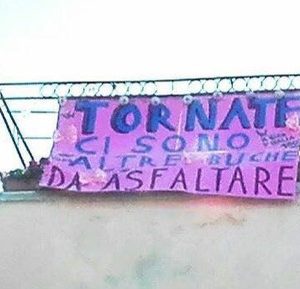 TORNATE
CI SONO
ALTRE BUCHE
DA ASFALTARE